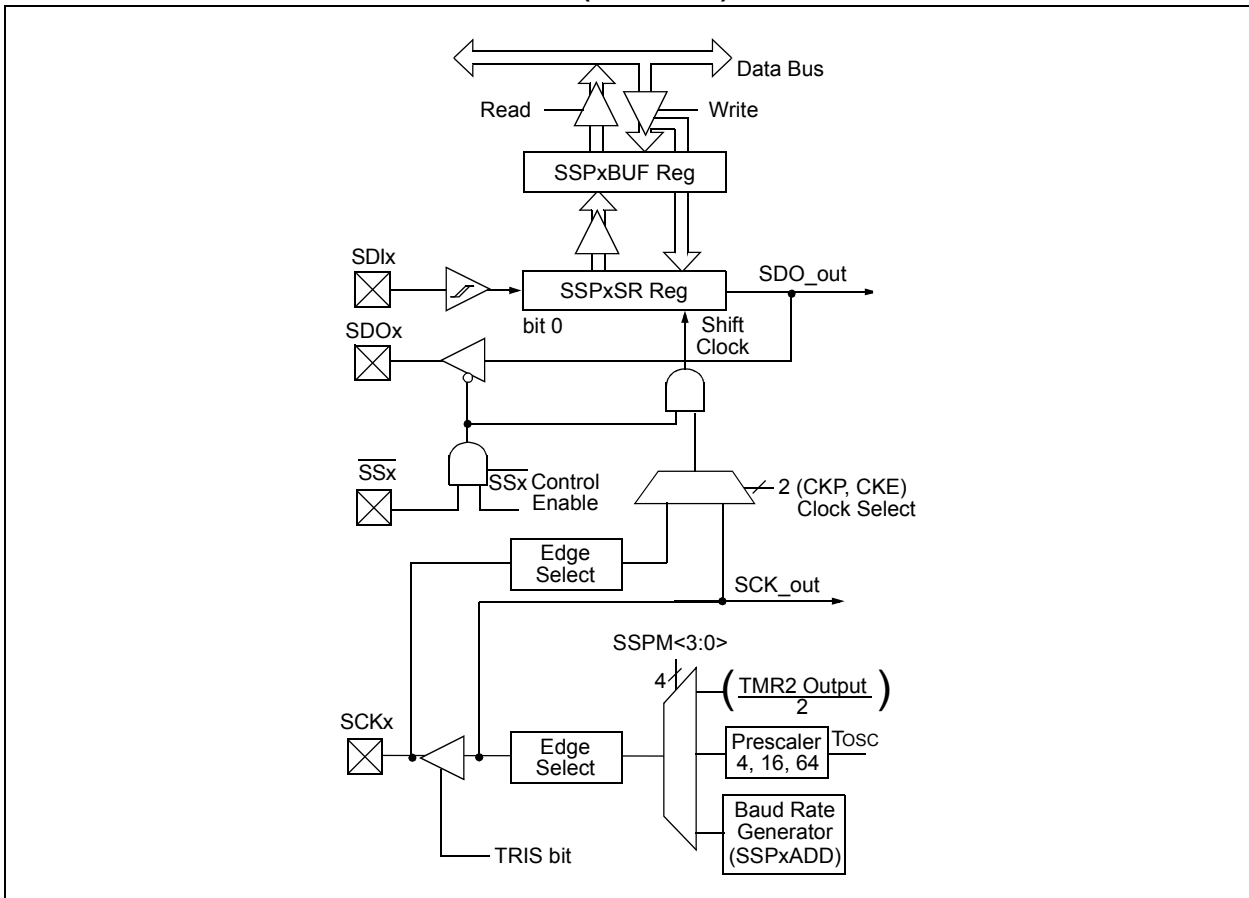 Data Bus
Read
Write
SSPxBUF Reg
SDIx
SDO_out
SSPxSR Reg
bit 0
Shift
Clock
SDOx
SSx
SSx Control
Enable
2 (CKP, CKE)
Clock Select
Edge
Select
SCK_out
SSPM<3:0>
4
(TMR2 Output)
2
SCKx
Edge
Select
Prescaler
4, 16, 64
TOSC
Baud Rate
Generator
(SSPxADD)
TRIS bit